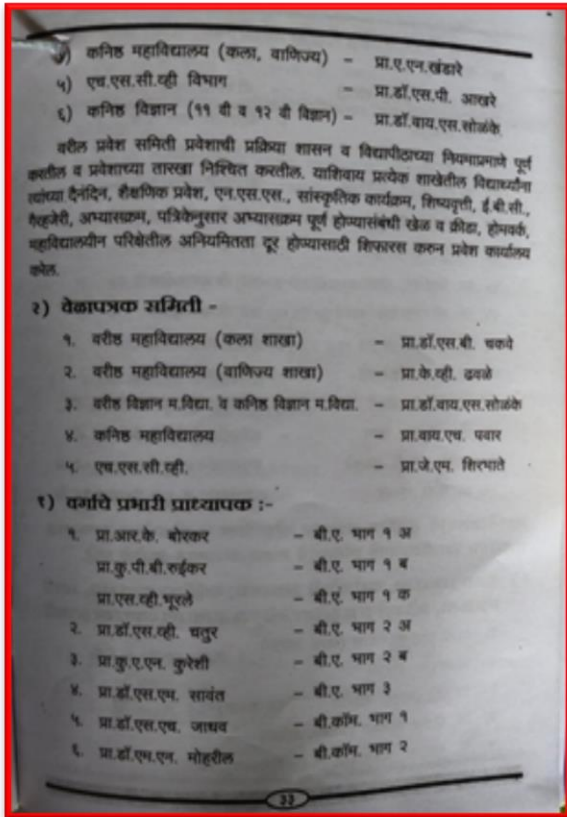 ) कनिष्ठ महाविद्यालय (कला, वाणिज्य) – प्रा.ए.एन.खंडारे
५) एच.एस.सी.व्ही विभाग – प्रा.डॉ.एस.पी. आखरे
६) कनिष्ठ विज्ञान (११ वी व १२ वी विज्ञान) – प्रा.डॉ.वाय.एस.सोळंके
वरील प्रवेश समिती प्रवेशाची प्रक्रिया शासन व विद्यापीठाच्या नियमाप्रमाणे पूर्ण
करतील व प्रवेशाच्या तारखा निश्चित करतील. याशिवाय प्रत्येक शाखेतील विद्यार्थ्यांना
त्यांच्या दैनंदिन, शैक्षणिक प्रवेश, एन.एस.एस., सांस्कृतिक कार्यक्रम, शिष्यवृत्ती, ई.बी.सी.,
गैरहजेरी, अभ्यासक्रम, पत्रिकेनुसार अभ्यासक्रम पूर्ण होण्यासंबंधी खेळ व क्रीडा, होमवर्क,
महाविद्यालयीन परिक्षेतील अनियमितता दूर होण्यासाठी शिफारस करुन प्रवेश कार्यालय
करेल.
२) वेळापत्रक समिती -
१. वरीष्ठ महाविद्यालय (कला शाखा) – प्रा.डॉ.एस.बी. चकवे
२. वरीष्ठ महाविद्यालय (वाणिज्य शाखा) – प्रा.के.व्ही. ढवळे
३. वरीष्ठ विज्ञान म.विद्या. व कनिष्ठ विज्ञान म.विद्या. – प्रा.डॉ.वाय.एस.सोळंके
४. कनिष्ठ महाविद्यालय – प्रा.वाय.एच. पवार
५. एच.एस.सी.व्ही. – प्रा.जे.एम. शिरभाते
१) वर्गाचे प्रभारी प्राध्यापक :-
१. प्रा.आर.के. बोरकर – बी.ए. भाग १ अ
प्रा.कु.पी.बी.रुईकर – बी.ए. भाग १ ब
प्रा.एस.व्ही.भूरले – बी.ए. भाग १ क
२. प्रा.डॉ.एस.व्ही. चतुर – बी.ए. भाग २ अ
३. प्रा.कु.ए.एन. कुरेशी – बी.ए. भाग २ ब
४. प्रा.डॉ.एस.एम. सावंत – बी.ए. भाग ३
५. प्रा.डॉ.एस.एच. जाधव – बी.कॉम. भाग १
६. प्रा.डॉ.एम.एन. मोहरील – बी.कॉम. भाग २
३३